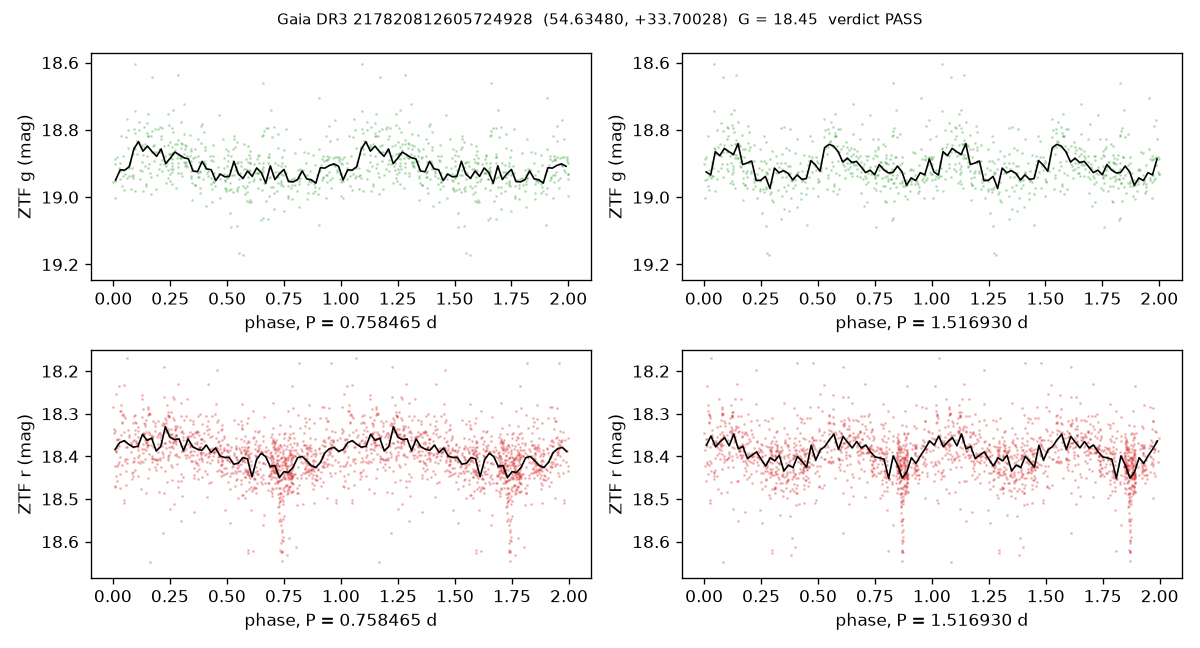 Gaia DR3 217820812605724928 (54.63480, +33.70028) G = 18.45 verdict PASS
ZTF g (mag)
18.6
18.8
19.0
19.2
0.00 0.25 0.50 0.75 1.00 1.25 1.50 1.75 2.00
phase, P = 0.758465 d
ZTF g (mag)
18.6
18.8
19.0
19.2
0.00 0.25 0.50 0.75 1.00 1.25 1.50 1.75 2.00
phase, P = 1.516930 d
ZTF r (mag)
18.2
18.3
18.4
18.5
18.6
0.00 0.25 0.50 0.75 1.00 1.25 1.50 1.75 2.00
phase, P = 0.758465 d
ZTF r (mag)
18.2
18.3
18.4
18.5
18.6
0.00 0.25 0.50 0.75 1.00 1.25 1.50 1.75 2.00
phase, P = 1.516930 d